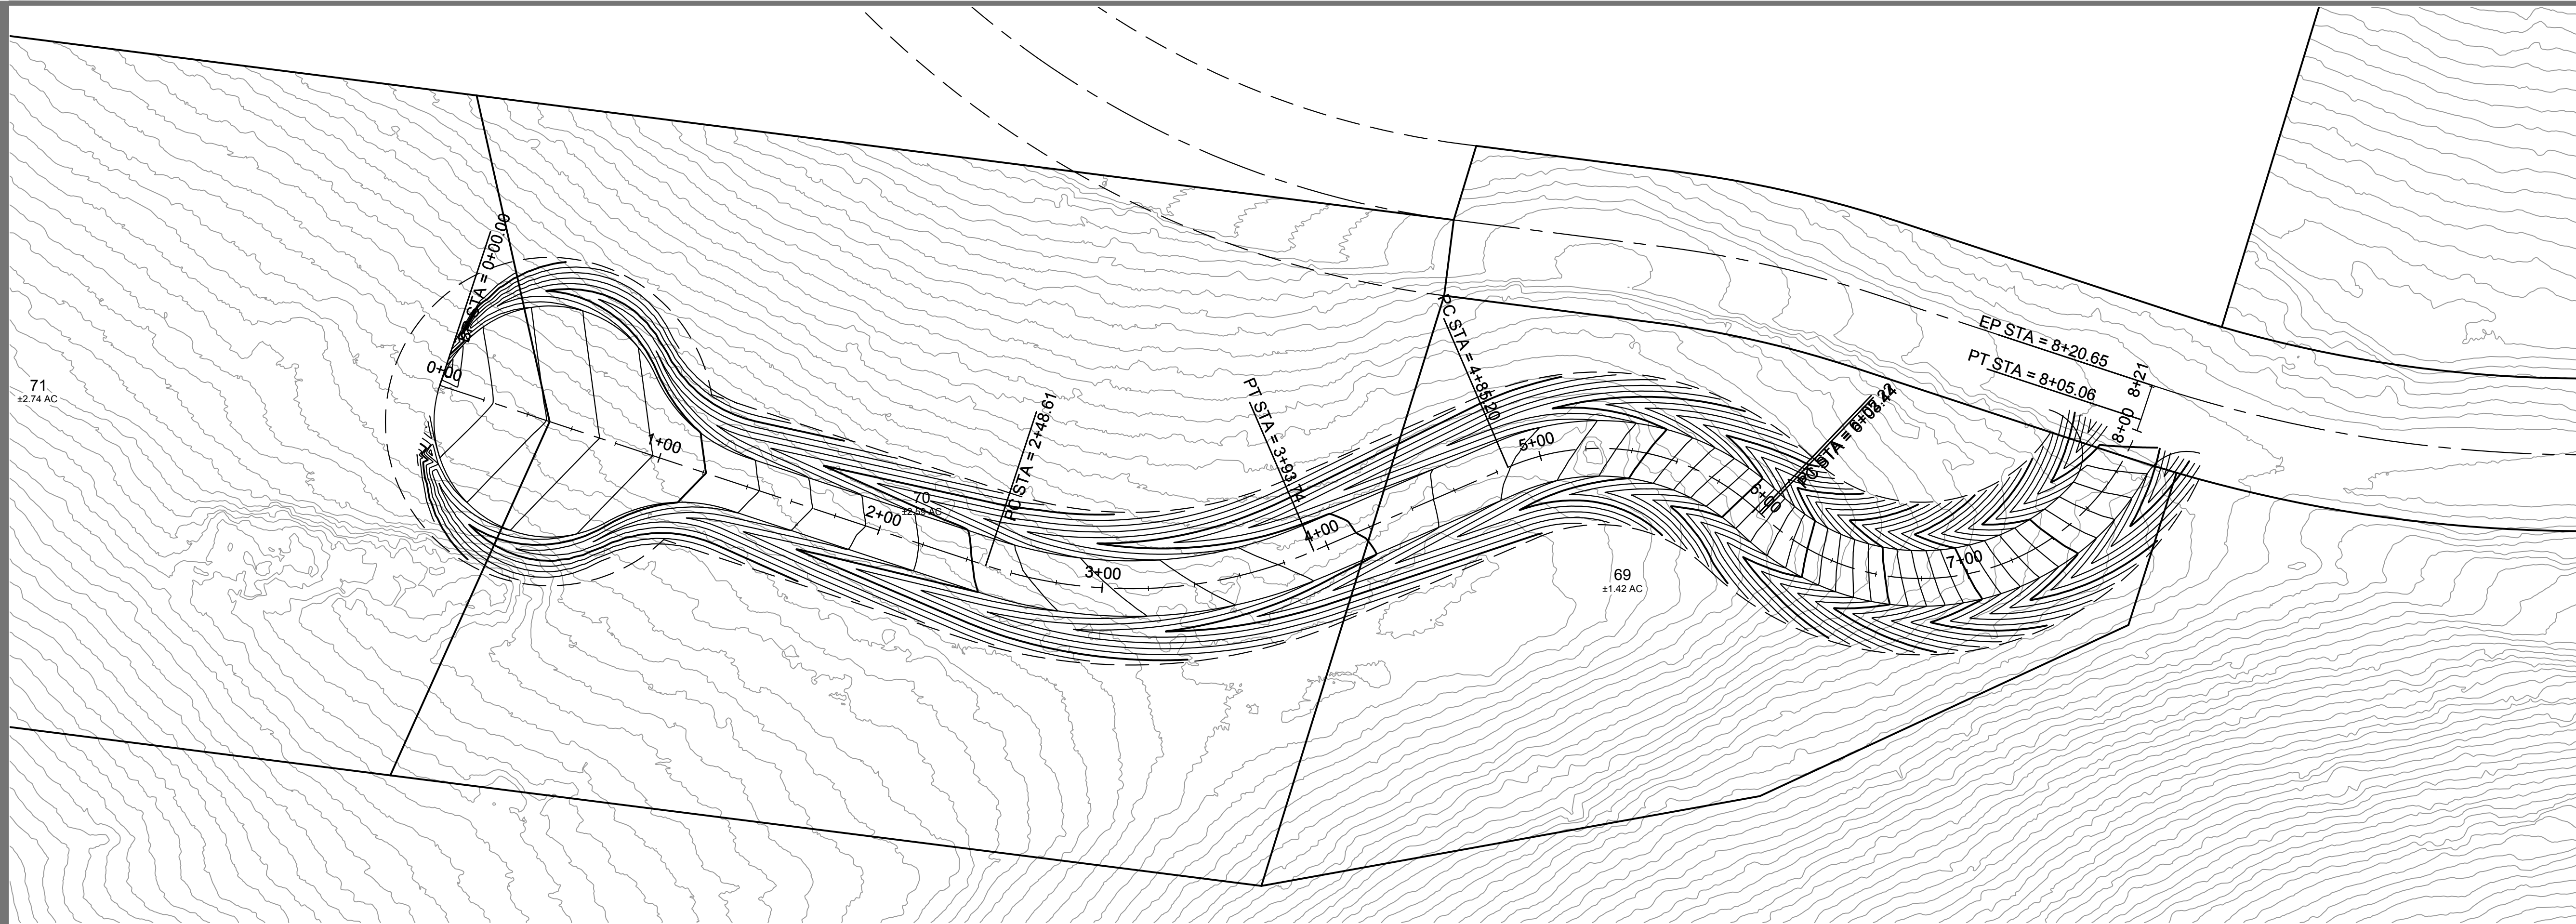 71
±2.74 AC
STA = 0+00.00
0+00
1+00
2+00
70
PC STA = 2+48.61
3+00
PT STA = 3+93.74
4+00
PC STA = 4+85.20
5+00
6+00
69
±1.42 AC
7+00
EP STA = 8+20.65
PT STA = 8+05.06
8+00
8+21